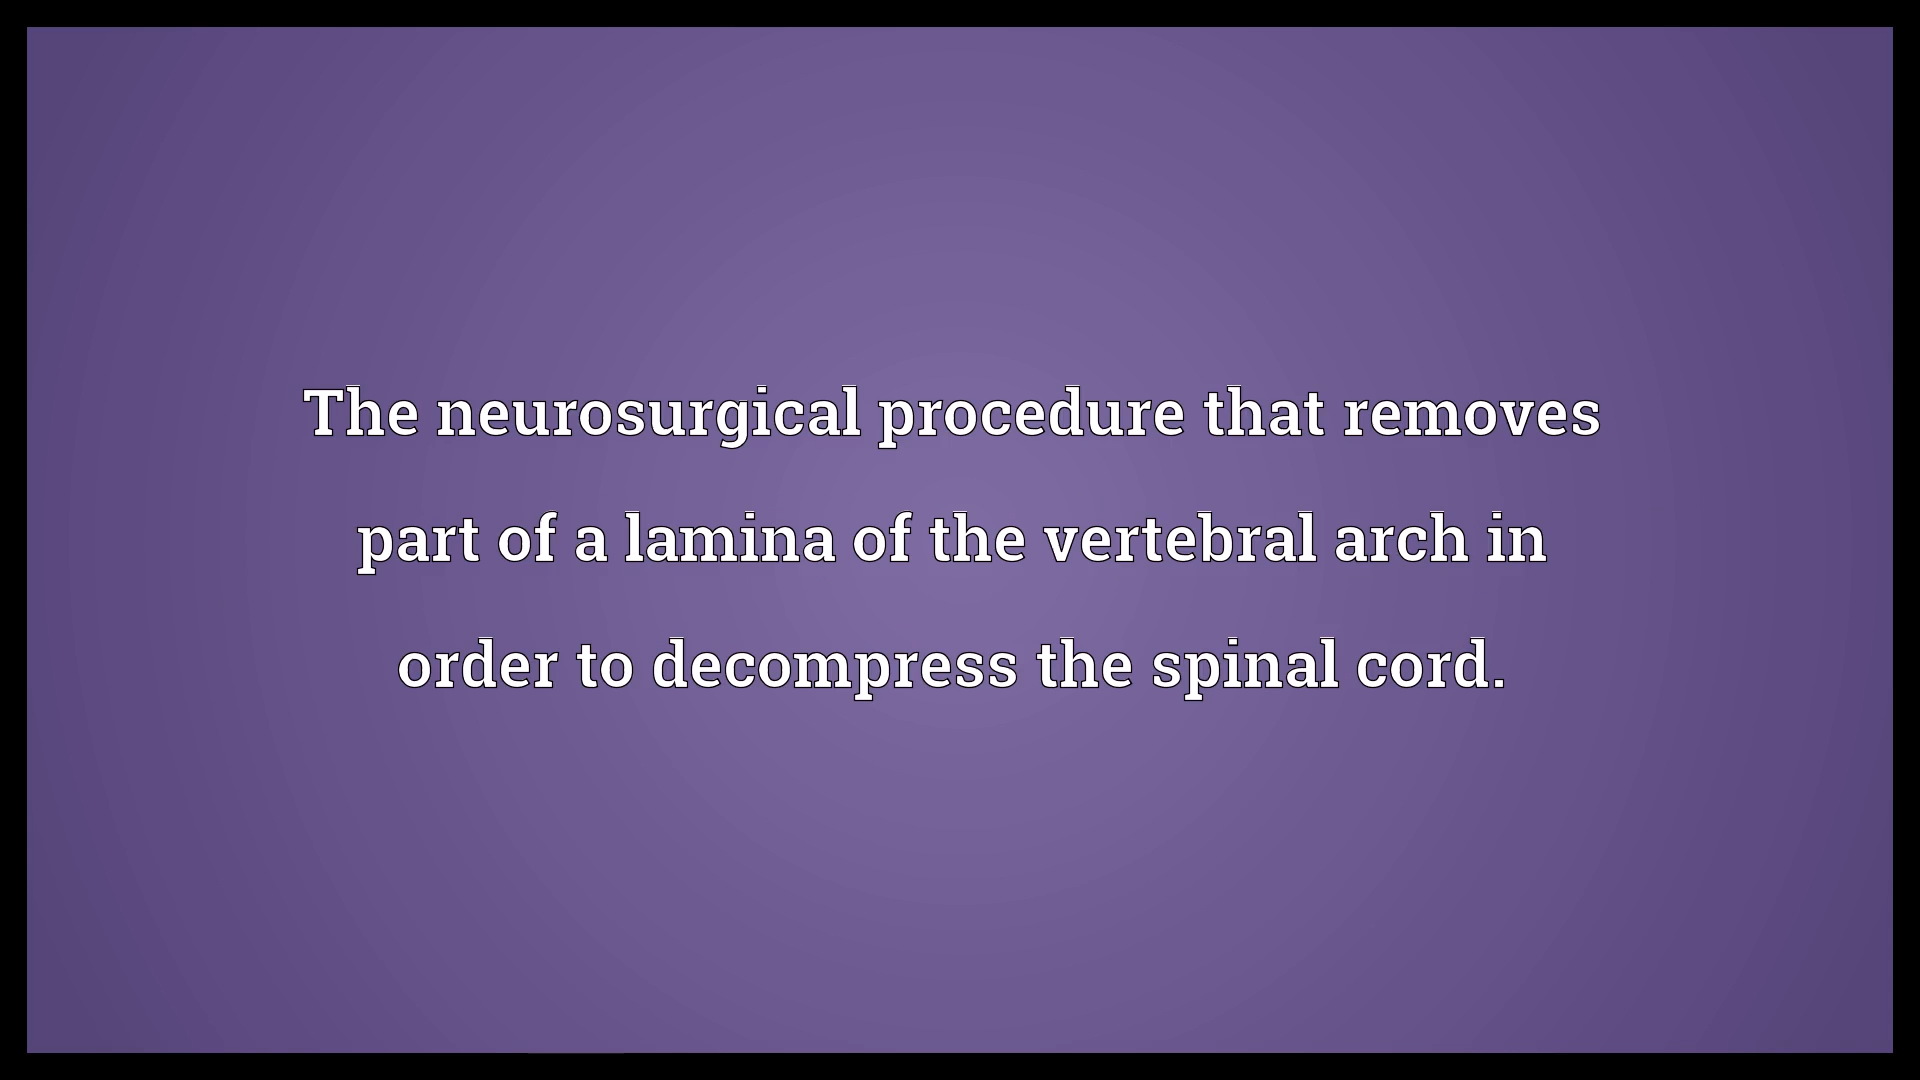 The neurosurgical procedure that removes
part of a lamina of the vertebral arch in
order to decompress the spinal cord.